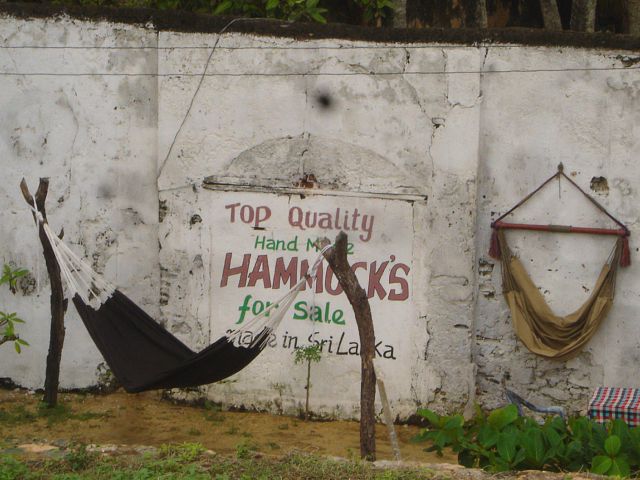 Top Quality
Hand Made
HAMMOCK'S
for Sale
Made in Sri Lanka